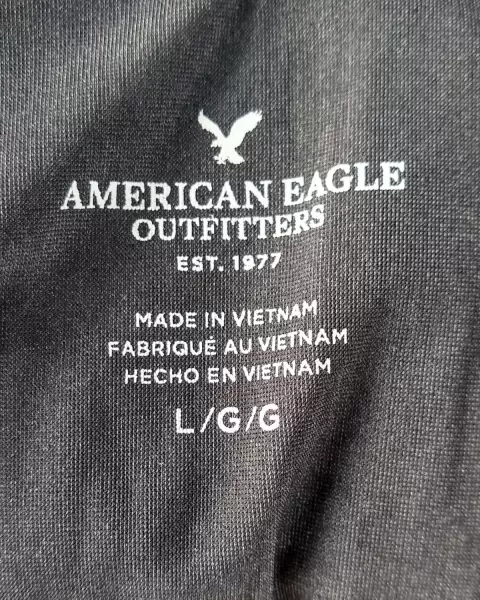 AMERICAN EAGLE
OUTFITTERS
EST. 1977
MADE IN VIETNAM
FABRIQUÉ AU VIETNAM
HECHO EN VIETNAM
L/G/G